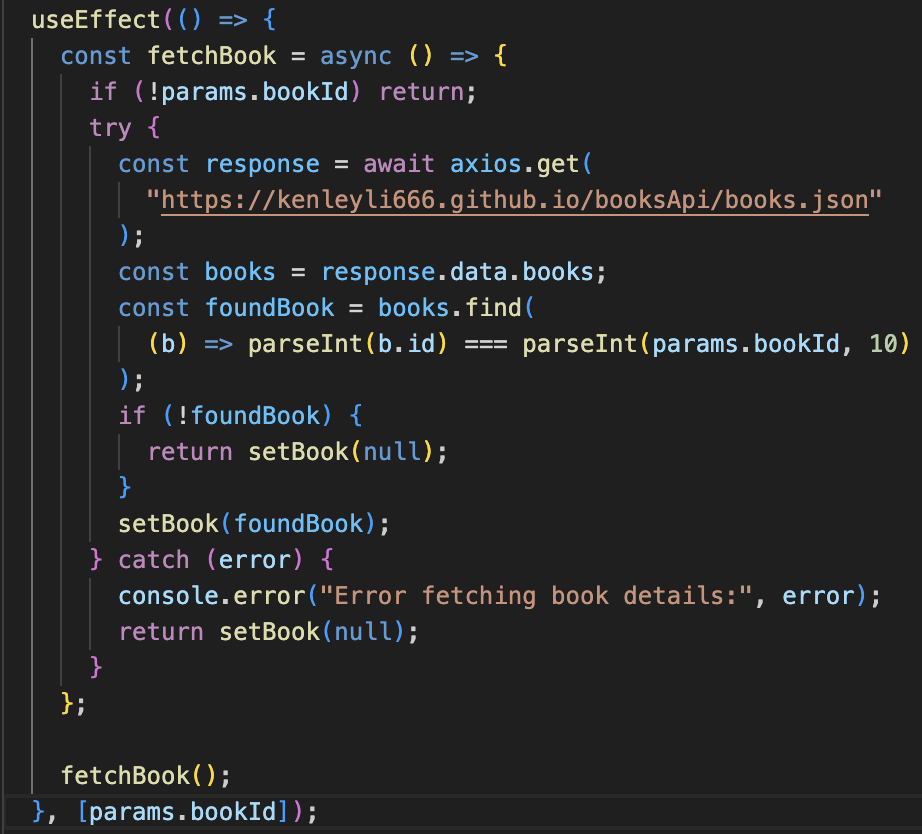 useEffect(() => {
  const fetchBook = async () => {
    if (!params.bookId) return;
    try {
      const response = await axios.get(
        "https://kenleyli666.github.io/booksApi/books.json"
      );
      const books = response.data.books;
      const foundBook = books.find(
        (b) => parseInt(b.id) === parseInt(params.bookId, 10)
      );
      if (!foundBook) {
        return setBook(null);
      }
      setBook(foundBook);
    } catch (error) {
      console.error("Error fetching book details:", error);
      return setBook(null);
    }
  };

  fetchBook();
}, [params.bookId]);